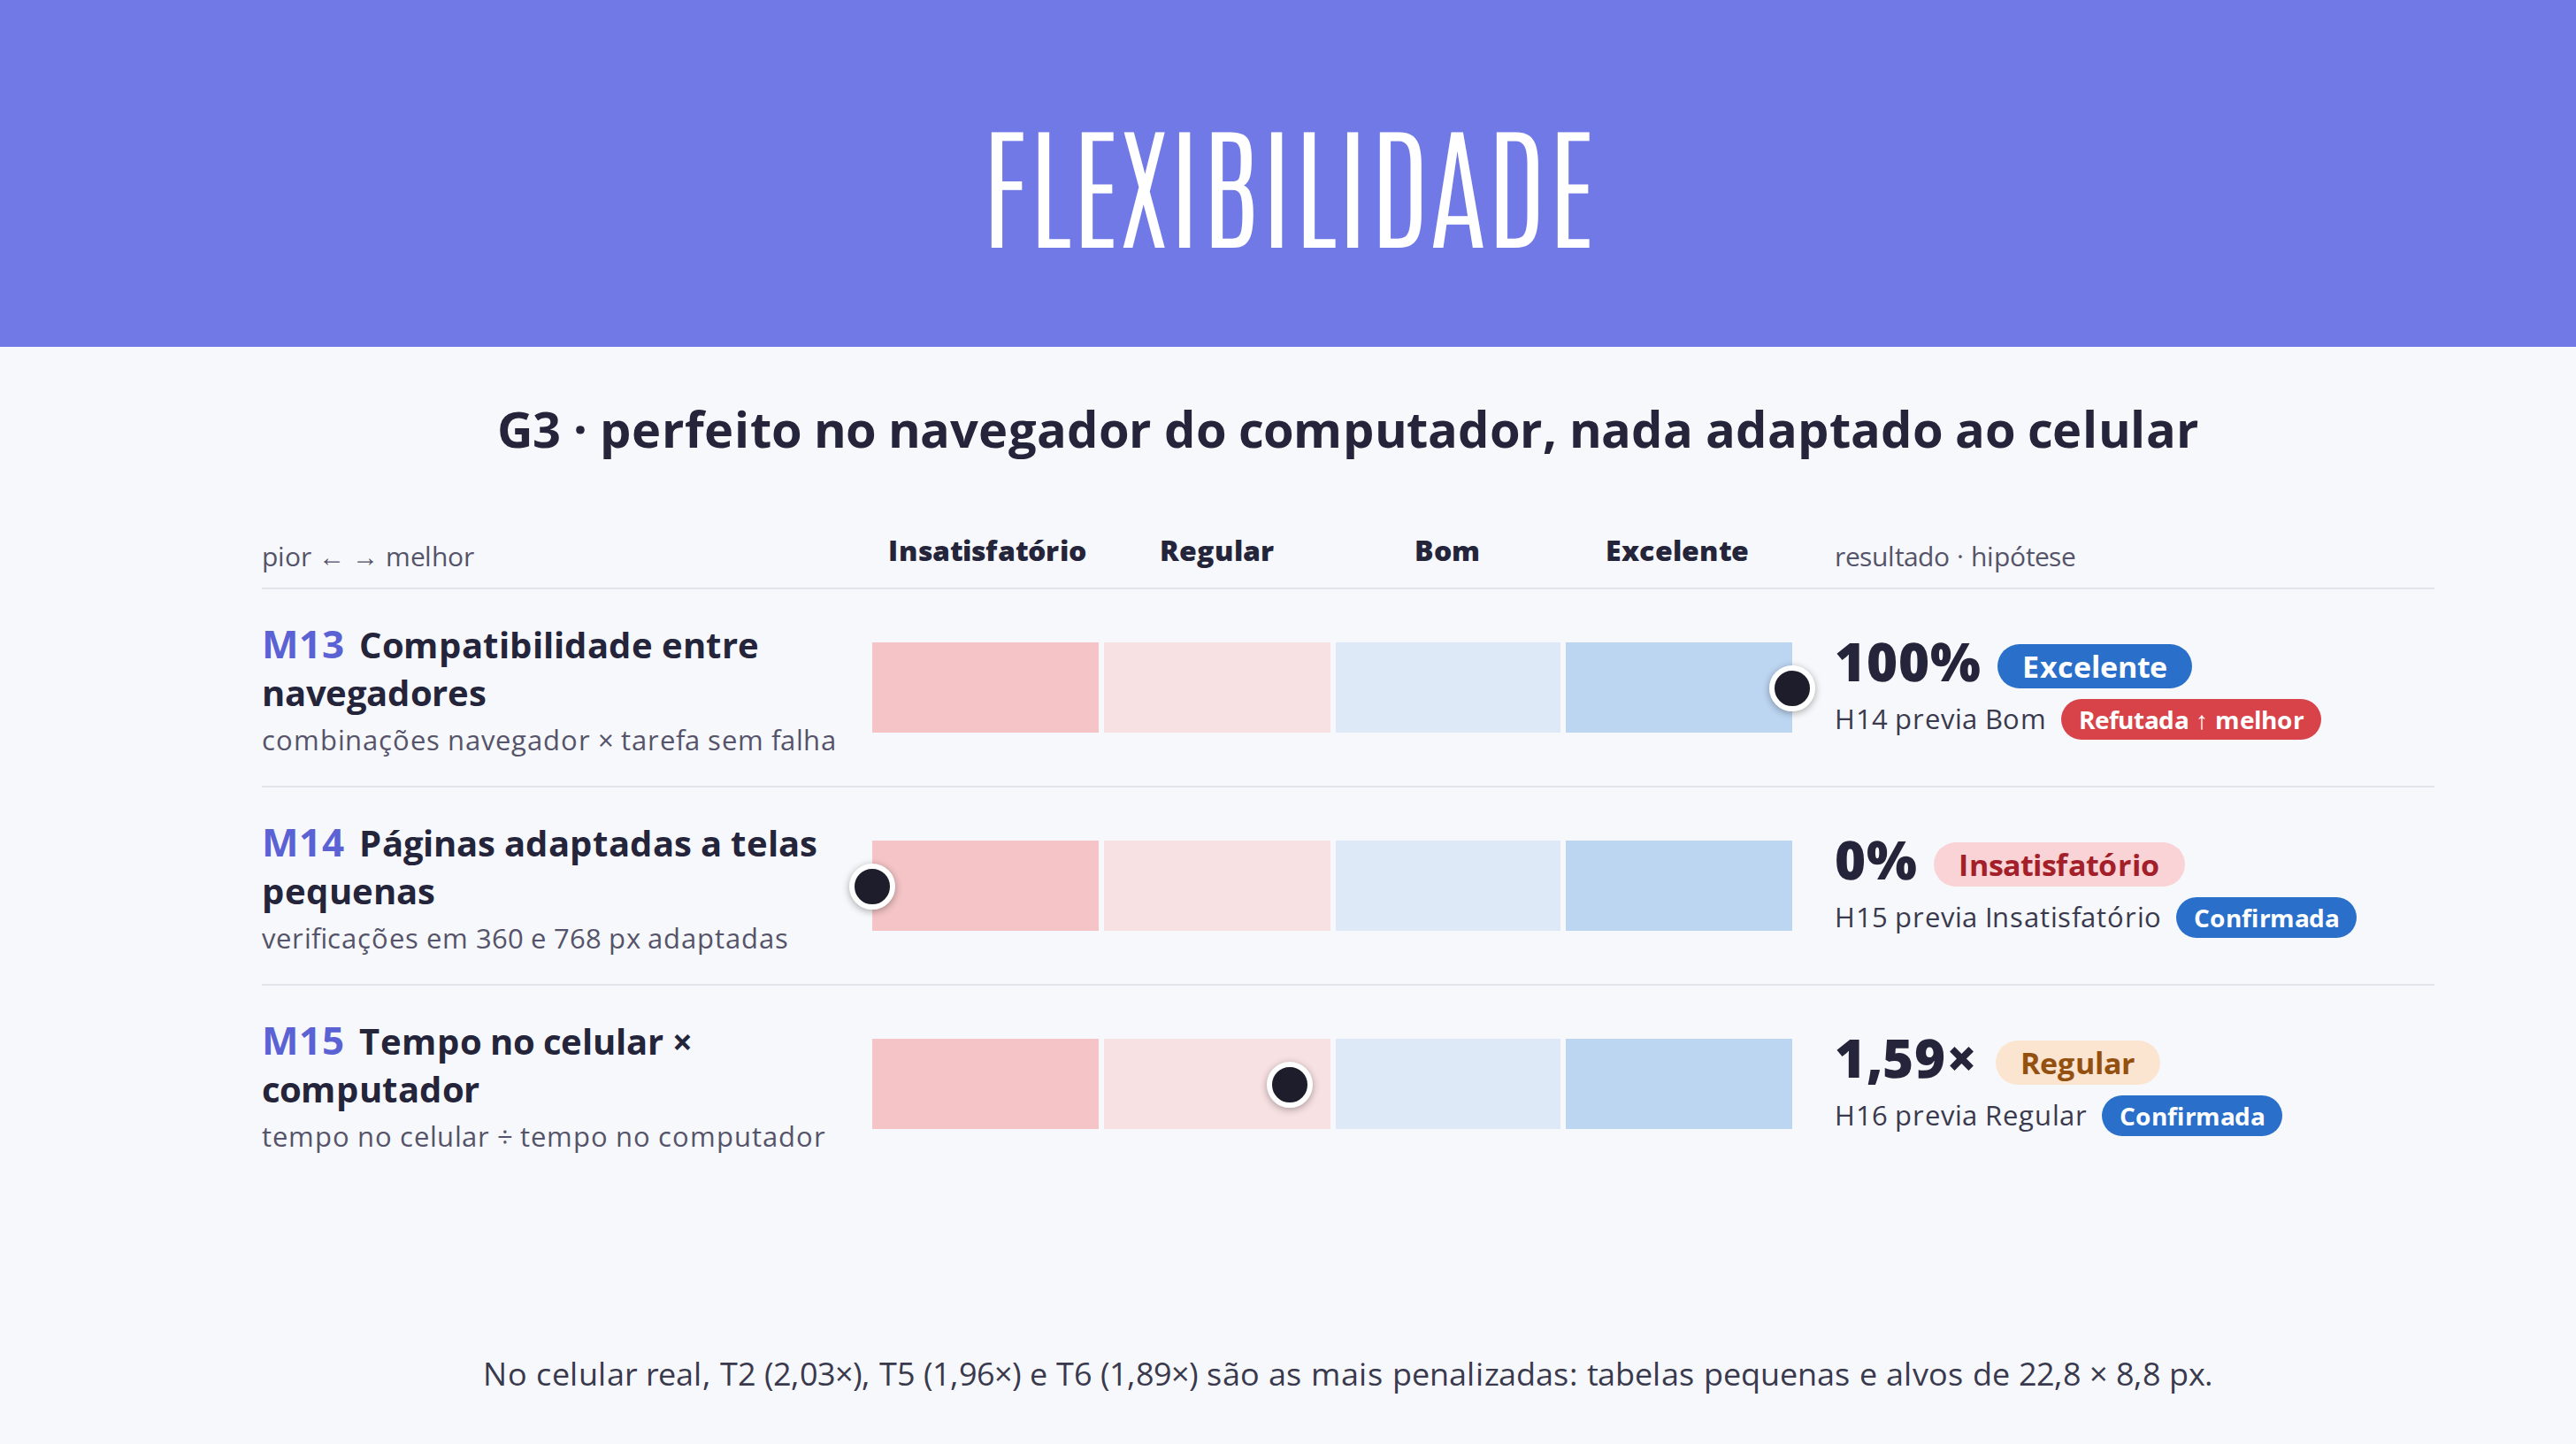 FLEXIBILIDADE
G3 · perfeito no navegador do computador, nada adaptado ao celular
pior ← → melhor
Insatisfatório
Regular
Bom
Excelente
resultado · hipótese
M13 Compatibilidade entre
navegadores
combinações navegador × tarefa sem falha
100% Excelente
H14 previa Bom Refutada ↑ melhor
M14 Páginas adaptadas a telas
pequenas
verificações em 360 e 768 px adaptadas
0% Insatisfatório
H15 previa Insatisfatório Confirmada
M15 Tempo no celular ×
computador
tempo no celular ÷ tempo no computador
1,59× Regular
H16 previa Regular Confirmada
No celular real, T2 (2,03×), T5 (1,96×) e T6 (1,89×) são as mais penalizadas: tabelas pequenas e alvos de 22,8 × 8,8 px.